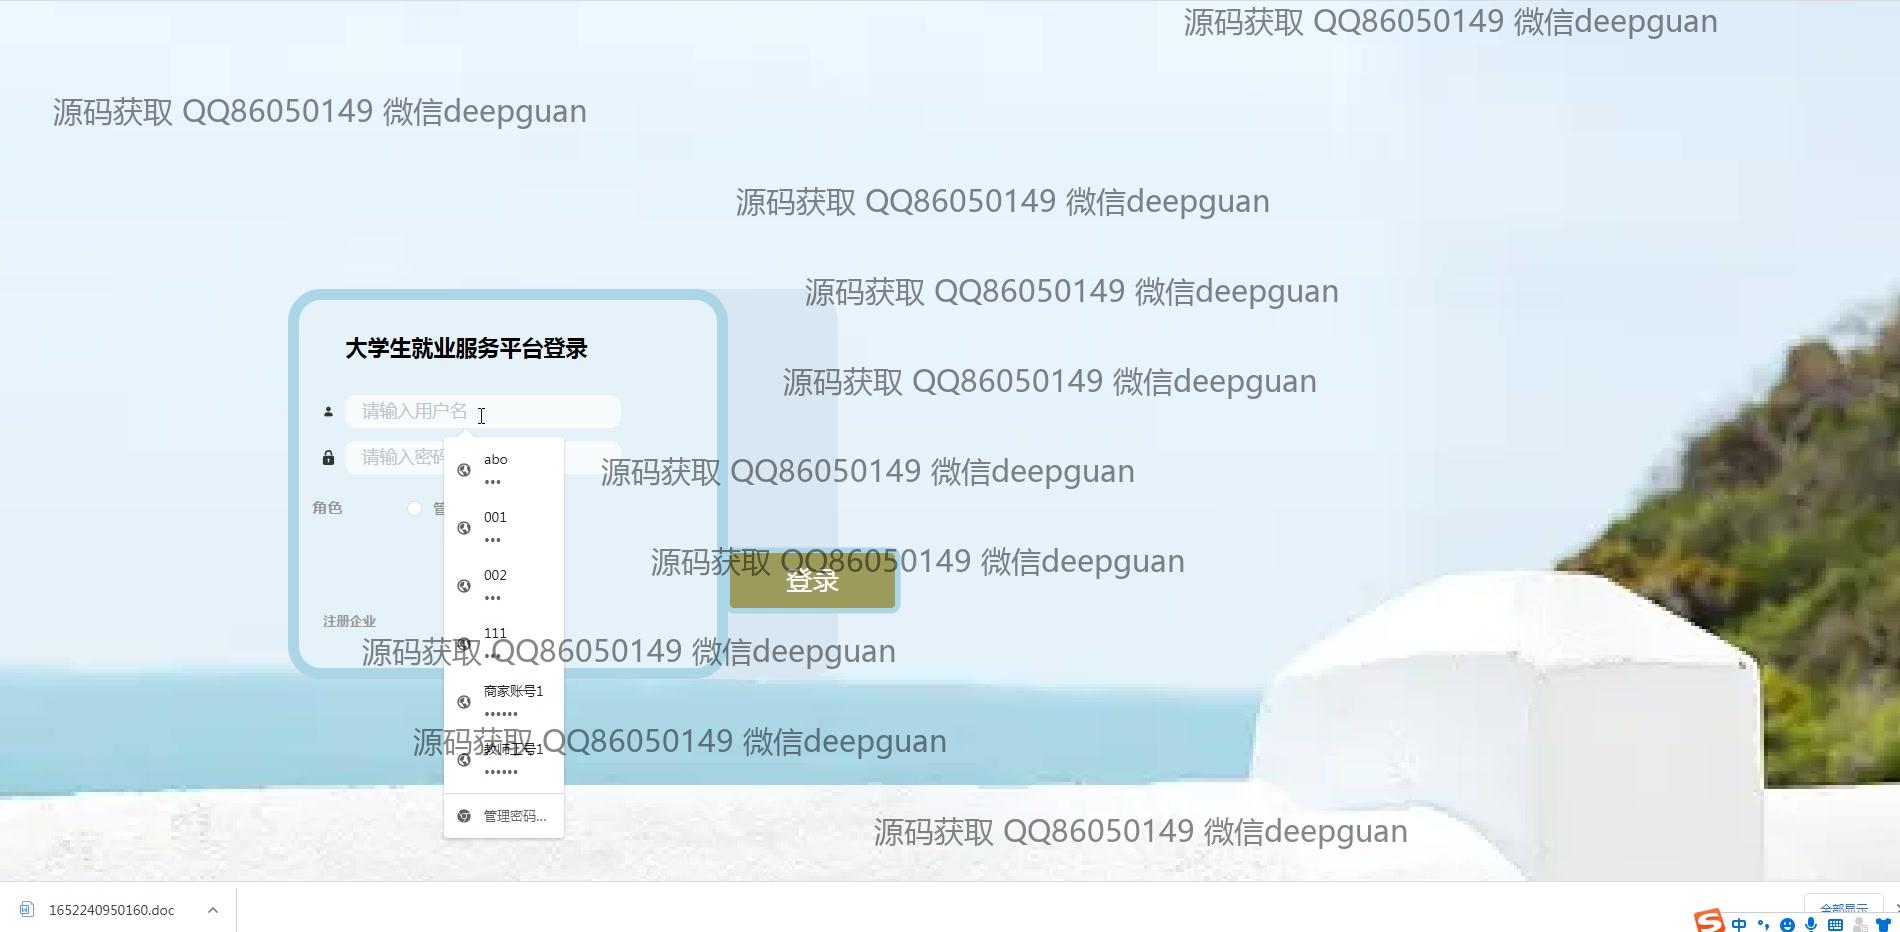 源码获取 QQ86050149 微信deepguan
源码获取 QQ86050149 微信deepguan
源码获取 QQ86050149 微信deepguan
源码获取 QQ86050149 微信deepguan
大学生就业服务平台登录
源码获取 QQ86050149 微信deepguan
请输入用户名
请输入密码
abo
•••
源码获取 QQ86050149 微信deepguan
角色
管
001
•••
源码获取 QQ86050149 微信deepguan
登录
002
•••
注册企业
111
•••
源码获取 QQ86050149 微信deepguan
商家账号1
••••••
源码获取 QQ86050149 微信deepguan
••••••
管理密码...
源码获取 QQ86050149 微信deepguan
1652240950160.doc
全部显示
中